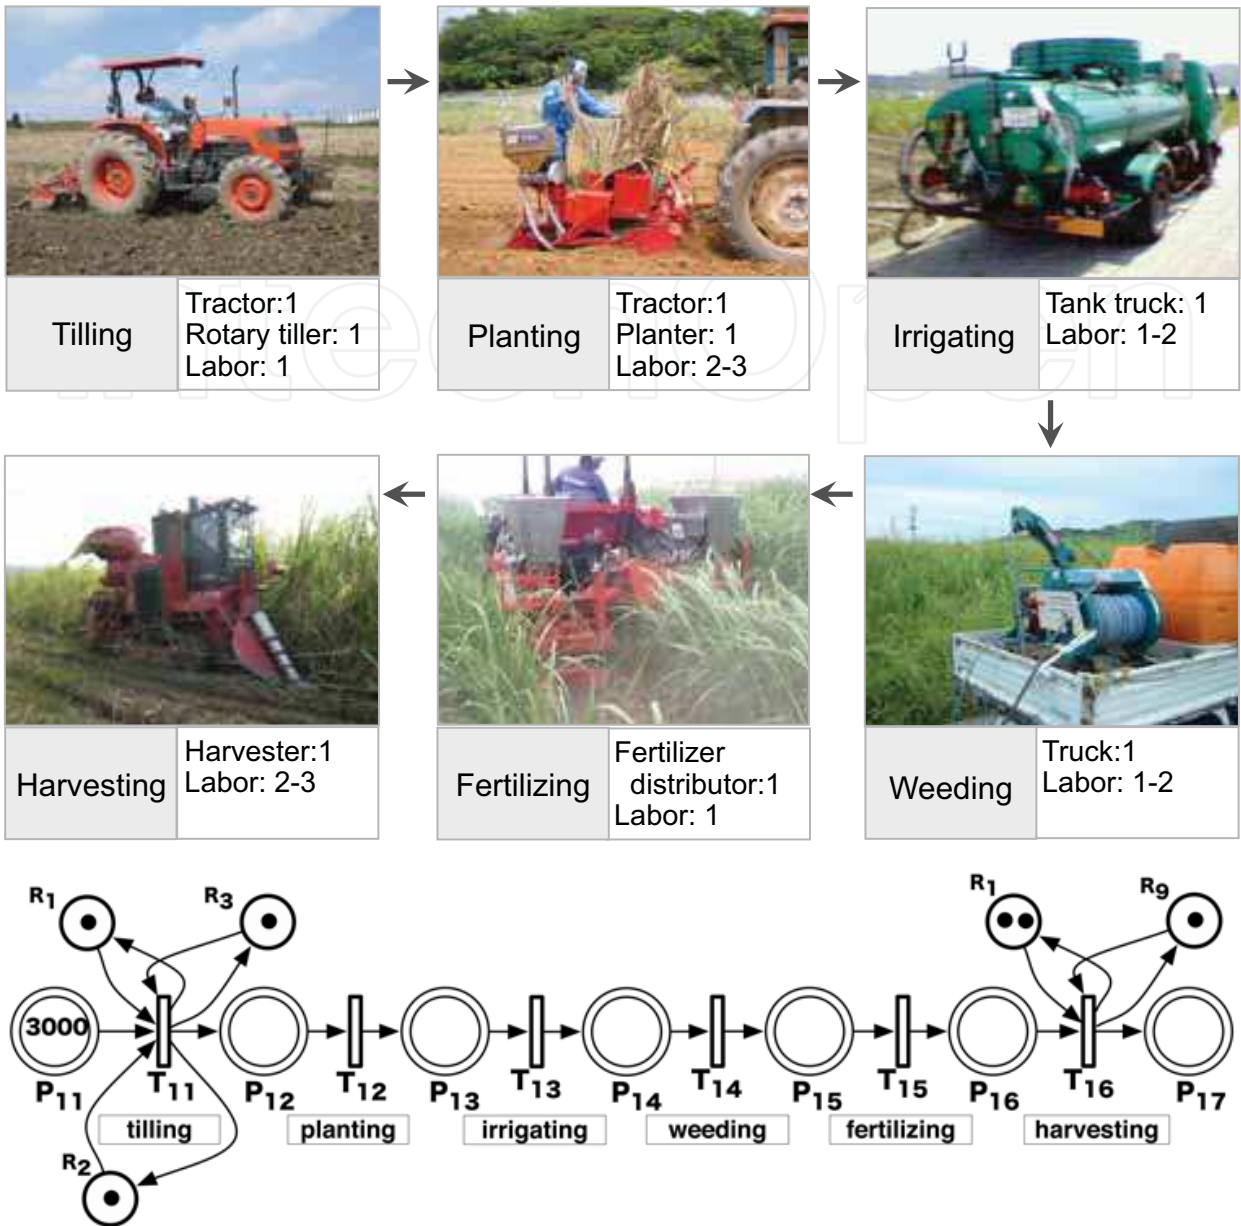 Tilling
Tractor:1
Rotary tiller: 1
Labor: 1
Planting
Tractor:1
Planter: 1
Labor: 2-3
Irrigating
Tank truck: 1
Labor: 1-2
IntechOpen
Harvesting
Harvester:1
Labor: 2-3
Fertilizing
Fertilizer
distributor:1
Labor: 1
Weeding
Truck:1
Labor: 1-2
R1
R3
R1
R9
3000
P11
T11
P12
T12
P13
T13
P14
T14
P15
T15
P16
T16
P17
tilling
planting
irrigating
weeding
fertilizing
harvesting
R2